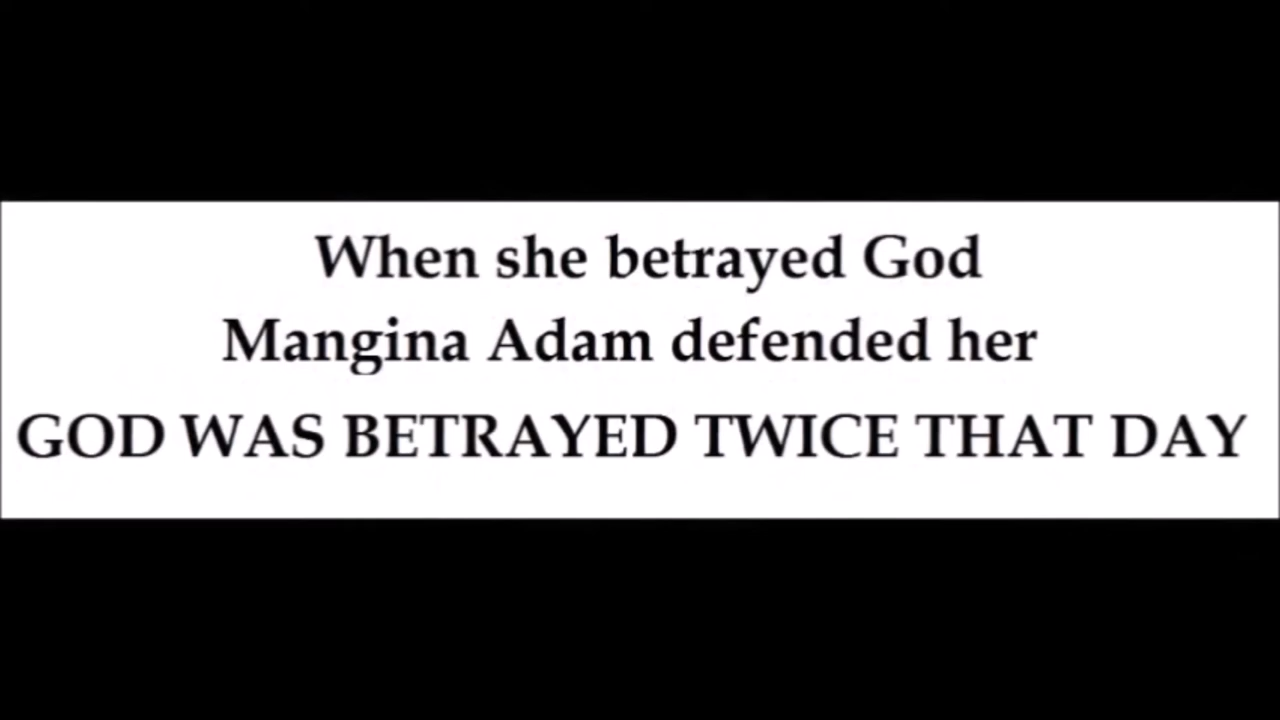 When she betrayed God
Mangina Adam defended her
GOD WAS BETRAYED TWICE THAT DAY